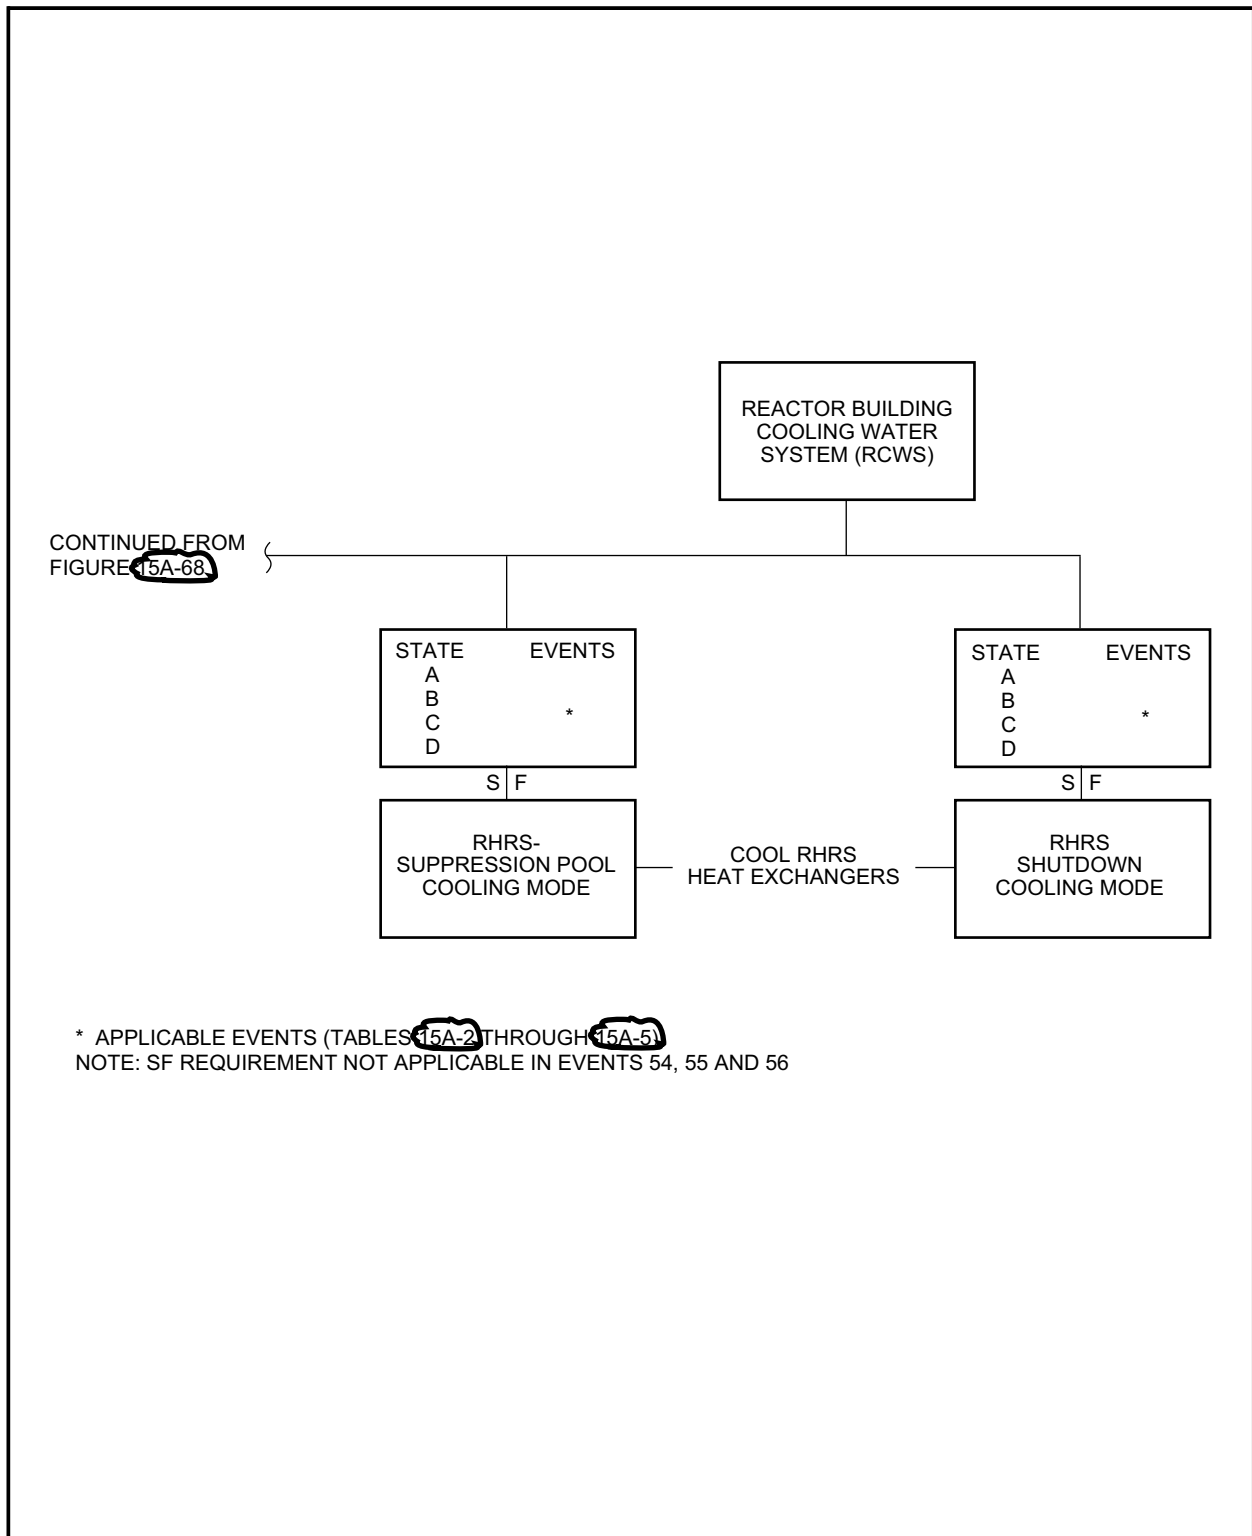 REACTOR BUILDING
COOLING WATER
SYSTEM (RCWS)
CONTINUED FROM
FIGURE 15A-68
STATE EVENTS
A
B
C
D
*
STATE EVENTS
A
B
C
D
*
S F
S F
RHRS-
SUPPRESSION POOL
COOLING MODE
COOL RHRS
HEAT EXCHANGERS
RHRS
SHUTDOWN
COOLING MODE
* APPLICABLE EVENTS (TABLES 15A-2 THROUGH 15A-5)
NOTE: SF REQUIREMENT NOT APPLICABLE IN EVENTS 54, 55 AND 56